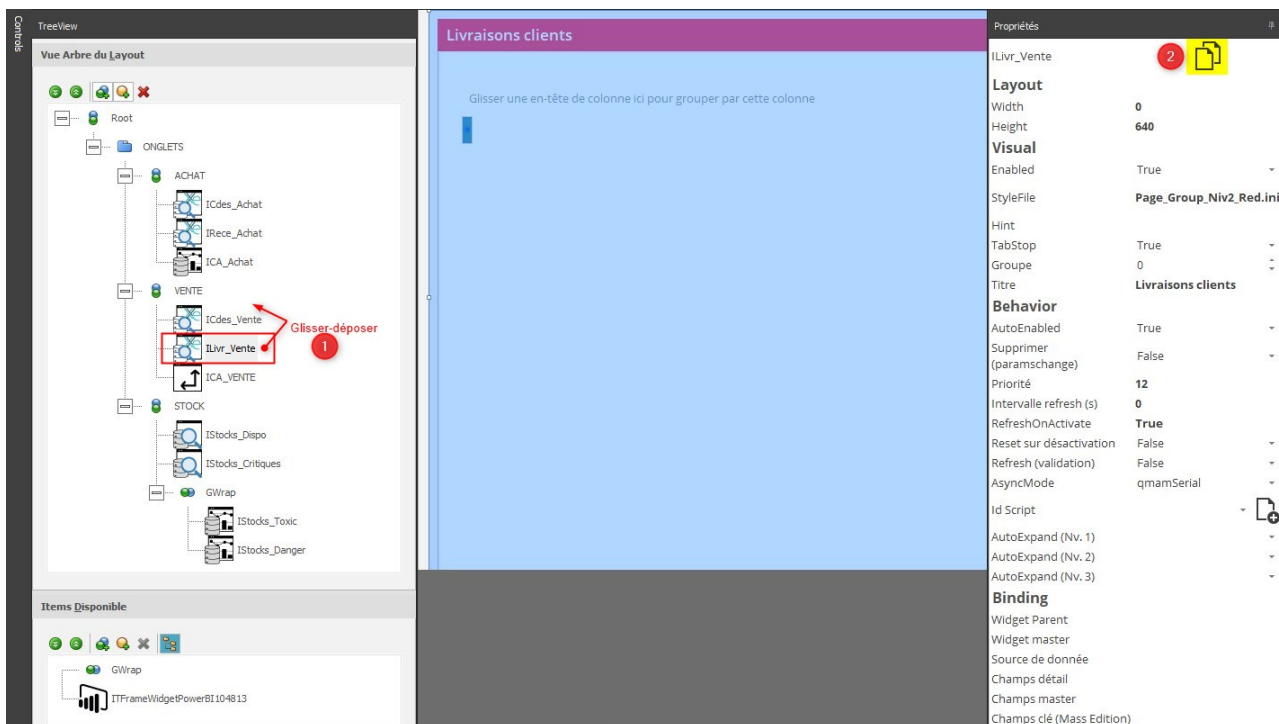 Controls
TreeView
Vue Arbre du Layout
Root
ONGLETS
ACHAT
ICdes_Achat
IRece_Achat
ICA_Achat
VENTE
ICdes_Vente
ILivr_Vente
ICA_VENTE
Glisser-déposer
1
STOCK
IStocks_Dispo
IStocks_Critiques
GWrap
IStocks_Toxic
IStocks_Danger
Items Disponible
GWrap
ITFrameWidgetPowerBI104813
Livraisons clients
Glisser une en-tête de colonne ici pour grouper par cette colonne
Propriétés
ILivr_Vente 2
Layout
Width 0
Height 640
Visual
Enabled True
StyleFile Page_Group_Niv2_Red.ini
Hint
TabStop True
Groupe 0
Titre Livraisons clients
Behavior
AutoEnabled True
Supprimer
(paramschange) False
Priorité 12
Intervalle refresh (s) 0
RefreshOnActivate True
Reset sur désactivation False
Refresh (validation) False
AsyncMode qmamSerial
Id Script
AutoExpand (Nv. 1)
AutoExpand (Nv. 2)
AutoExpand (Nv. 3)
Binding
Widget Parent
Widget master
Source de donnée
Champs détail
Champs master
Champs clé (Mass Edition)